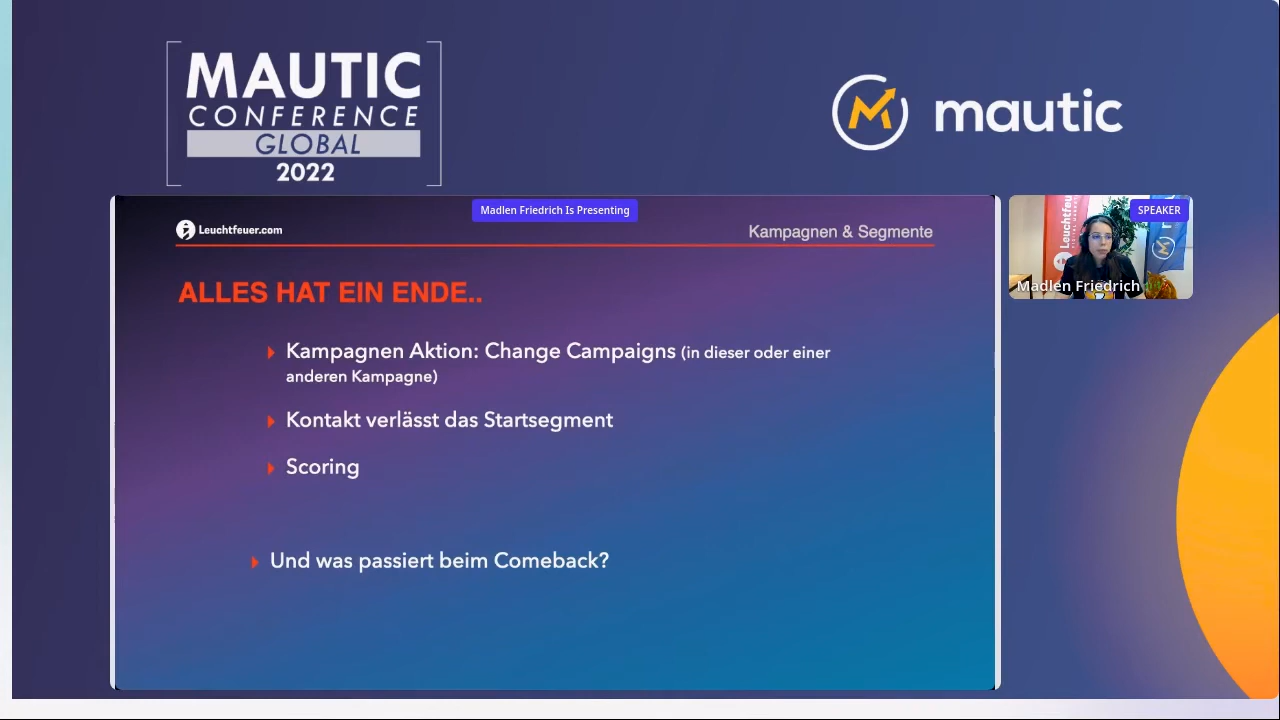 MAUTIC
CONFERENCE
GLOBAL
2022
mautic
Madlen Friedrich Is Presenting
Leuchtfeuer.com
Kampagnen & Segmente
ALLES HAT EIN ENDE..
Kampagnen Aktion: Change Campaigns (in dieser oder einer
anderen Kampagne)
Kontakt verlässt das Startsegment
Scoring
Und was passiert beim Comeback?
SPEAKER
Leuchtfeu
Madlen Friedrich